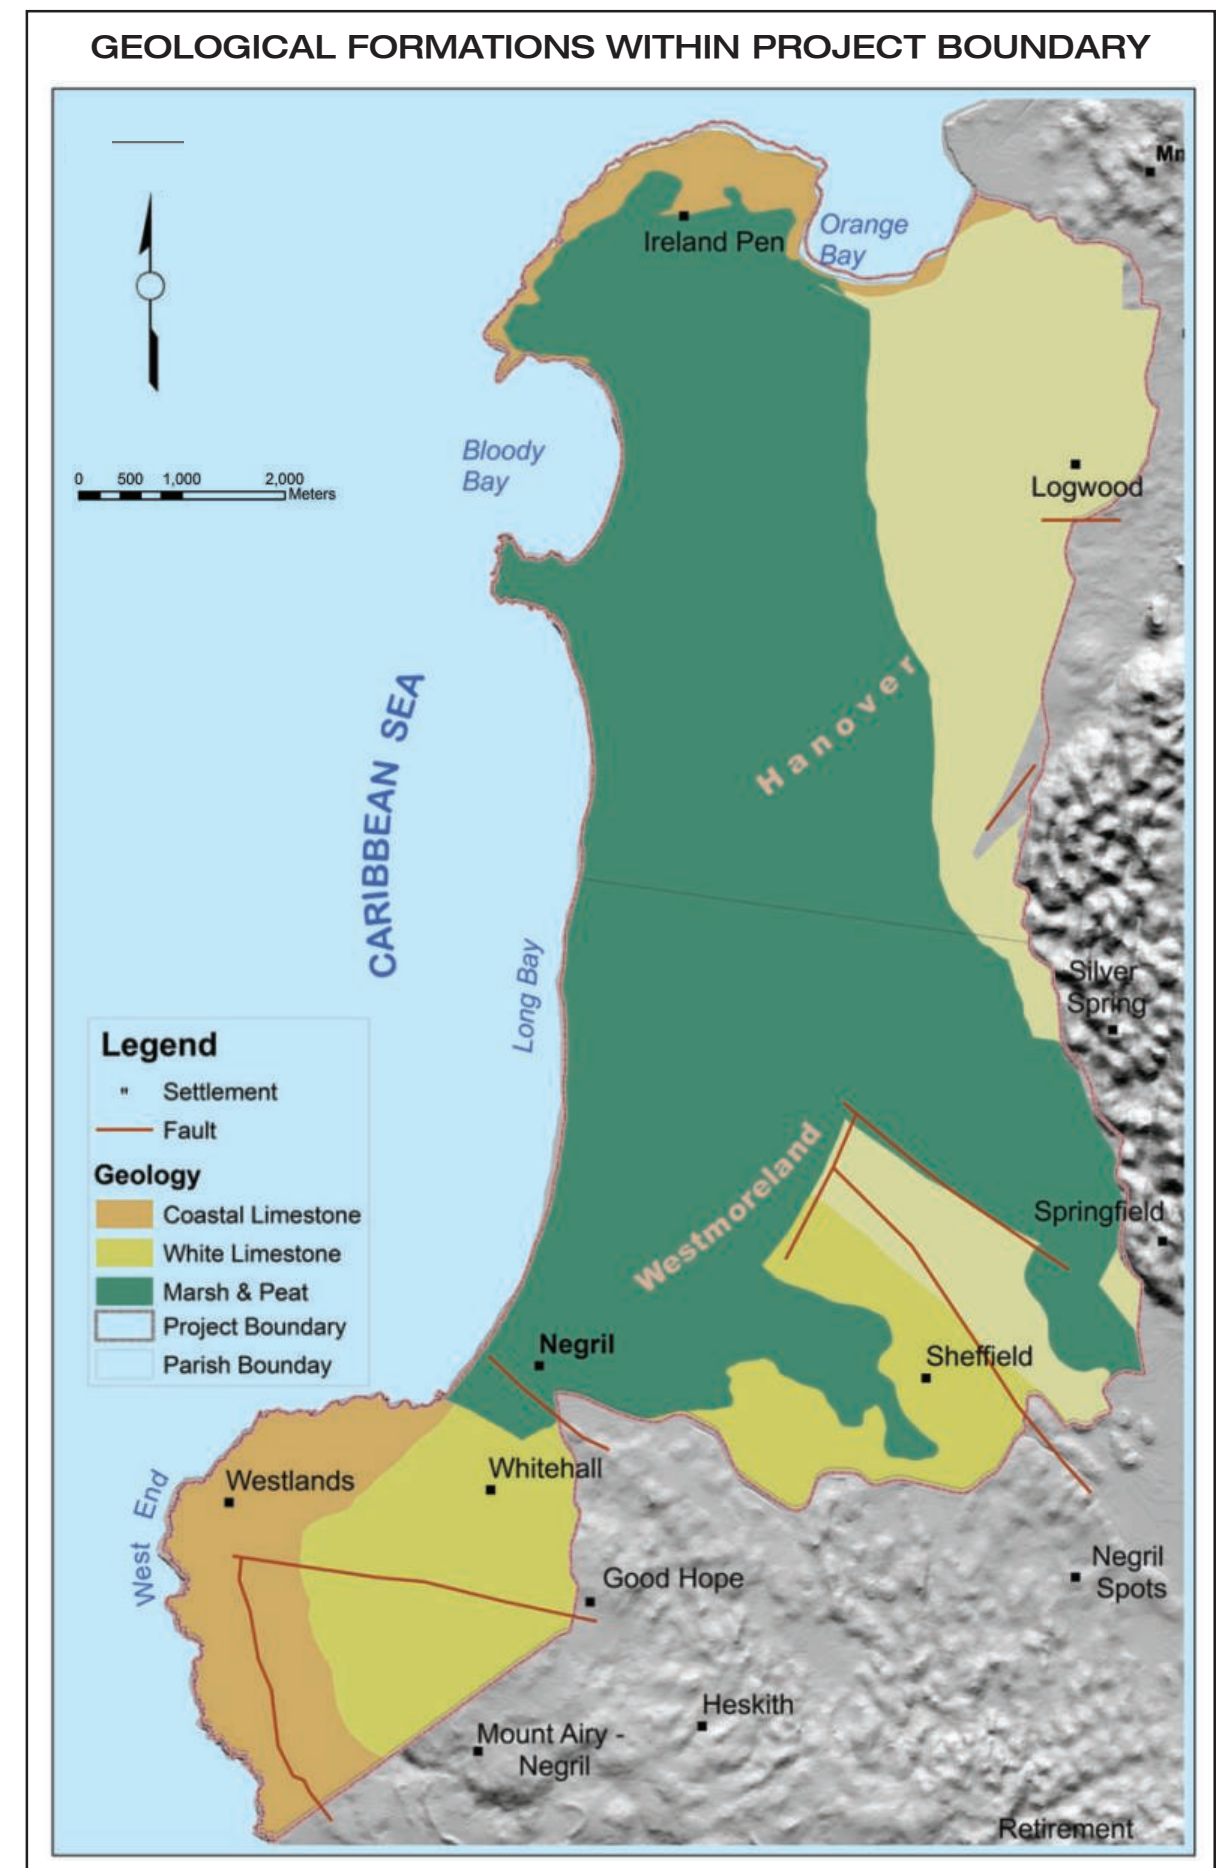 GEOLOGICAL FORMATIONS WITHIN PROJECT BOUNDARY
Orange
Bay
Ireland Pen
Bloody
Bay
0 500 1,000 2,000
Meters
Logwood
Hanover
CARIBBEAN SEA
Long Bay
Silver
Spring
Legend
Settlement
Fault
Geology
Coastal Limestone
White Limestone
Marsh & Peat
Project Boundary
Parish Bounday
Westmoreland
Springfield
Negril
Sheffield
Whitehall
Westlands
West End
Good Hope
Negril
Spots
Heskith
Mount Airy -
Negril
Retirement